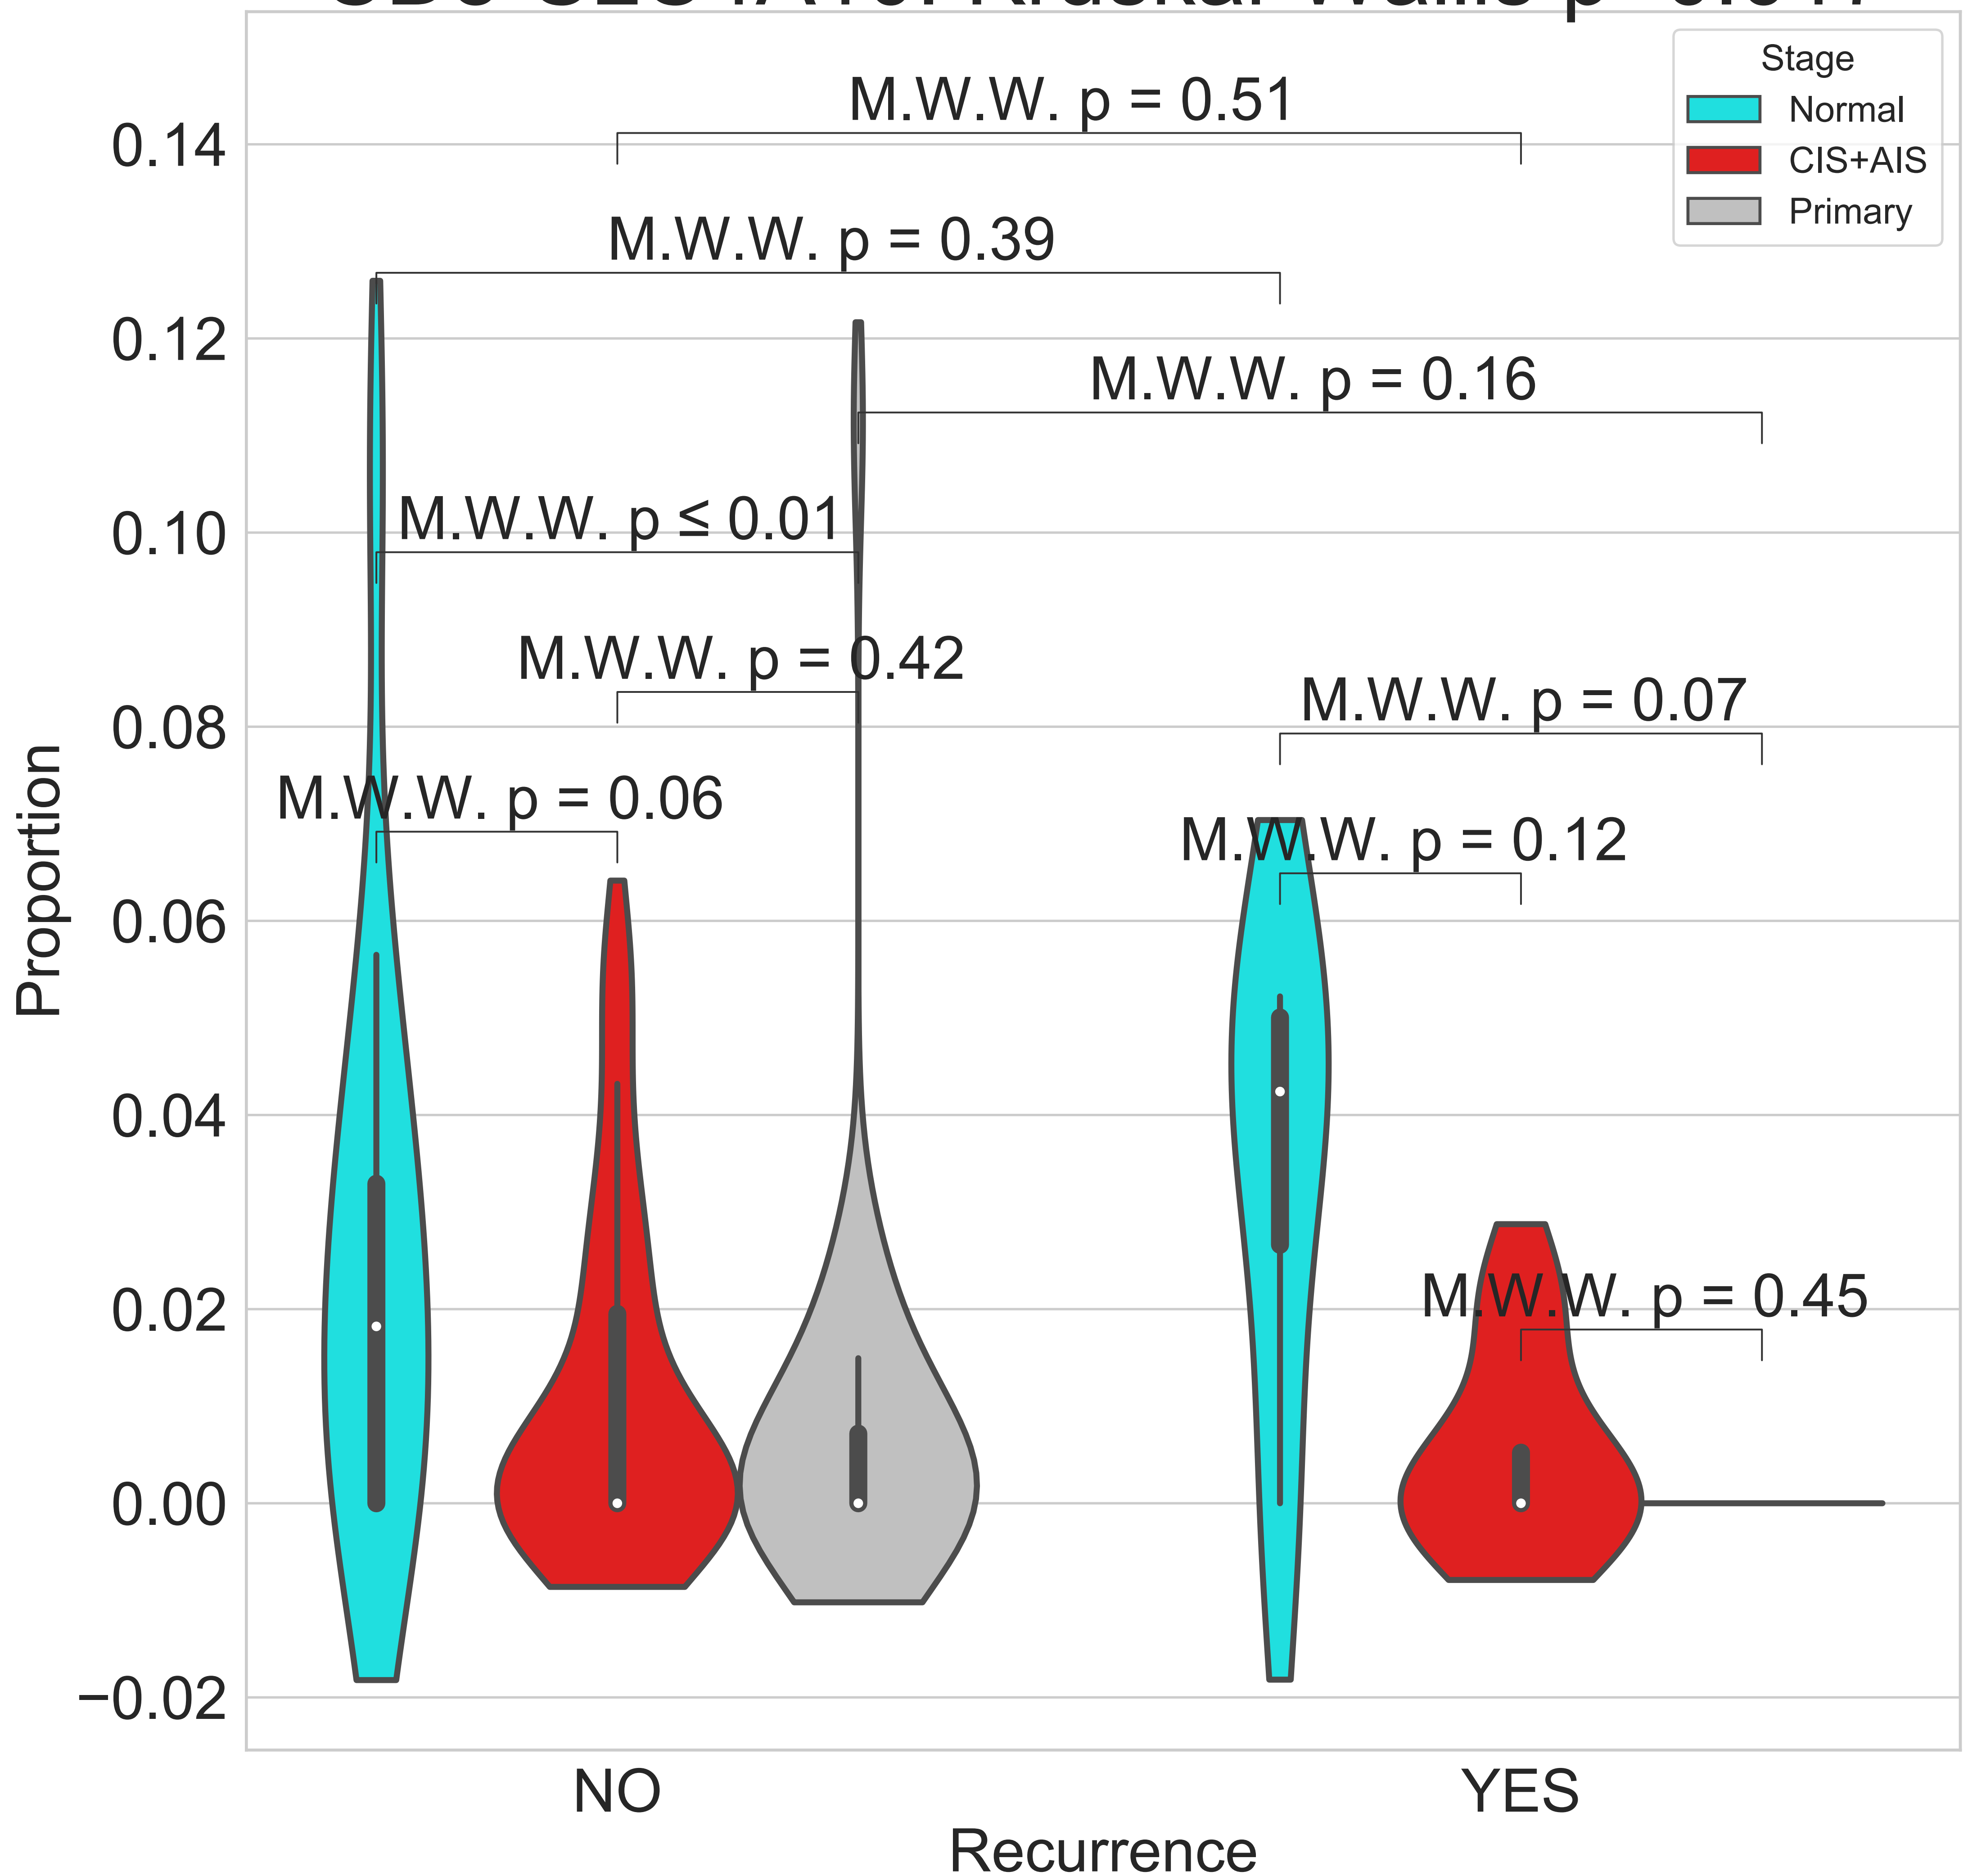 Stage
Normal
CIS+AIS
Primary
M.W.W. p = 0.51
0.14
M.W.W. p = 0.39
0.12
M.W.W. p = 0.16
M.W.W. p ≤ 0.01
0.10
M.W.W. p = 0.42
M.W.W. p = 0.07
0.08
M.W.W. p = 0.06
M.W.W. p = 0.12
0.06
Proportion
0.04
M.W.W. p = 0.45
0.02
0.00
−0.02
NO YES
Recurrence